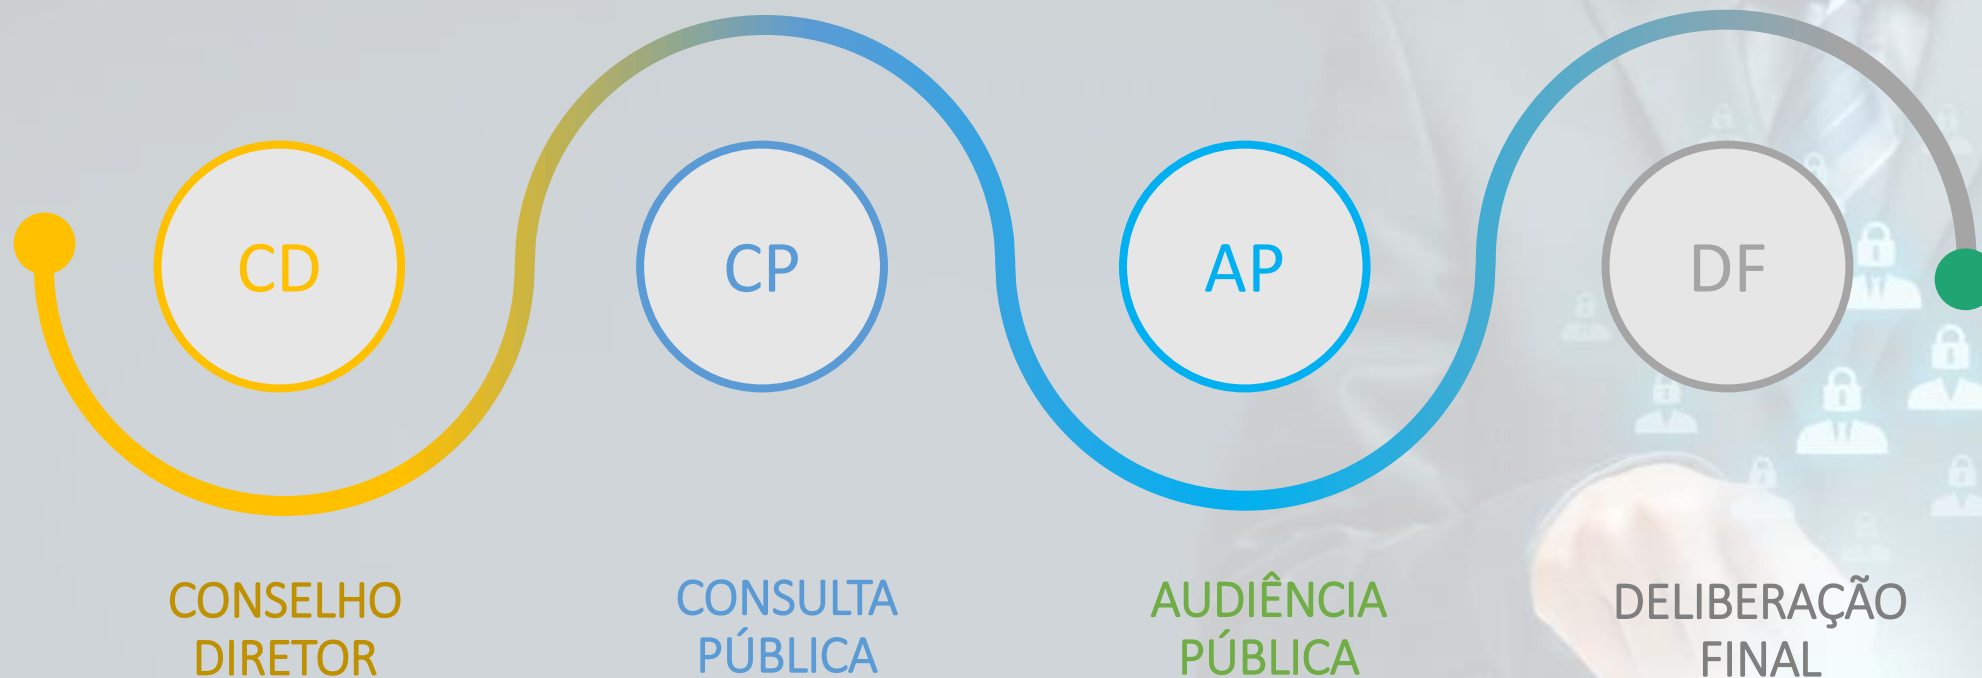 CD
CP
AP
DF
CONSELHO
DIRETOR
CONSULTA
PÚBLICA
AUDIÊNCIA
PÚBLICA
DELIBERAÇÃO
FINAL